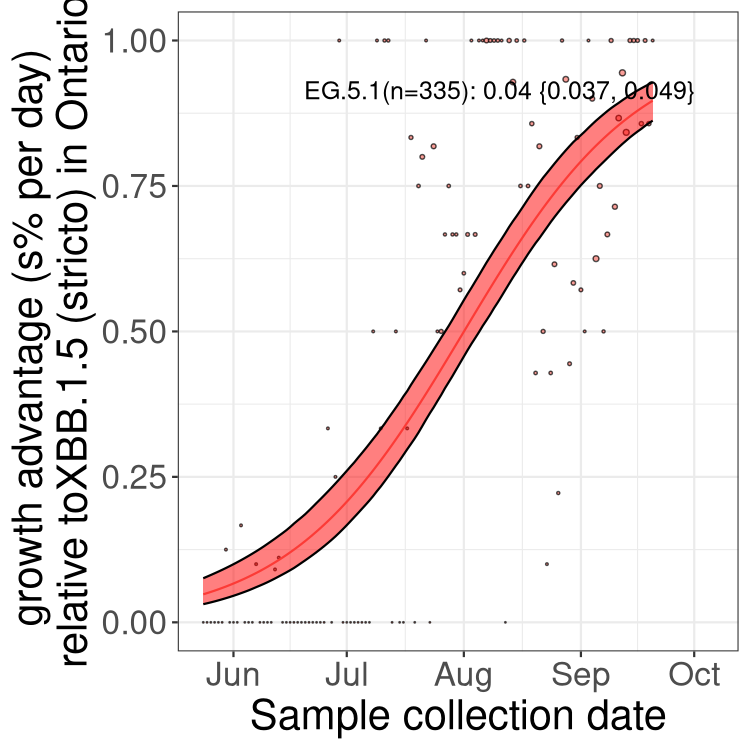 growth advantage (s% per day)
relative toXBB.1.5 (stricto) in Ontario
1.00
0.75
0.50
0.25
0.00
EG.5.1(n=335): 0.04 {0.037, 0.049}
Jun Jul Aug Sep Oct
Sample collection date